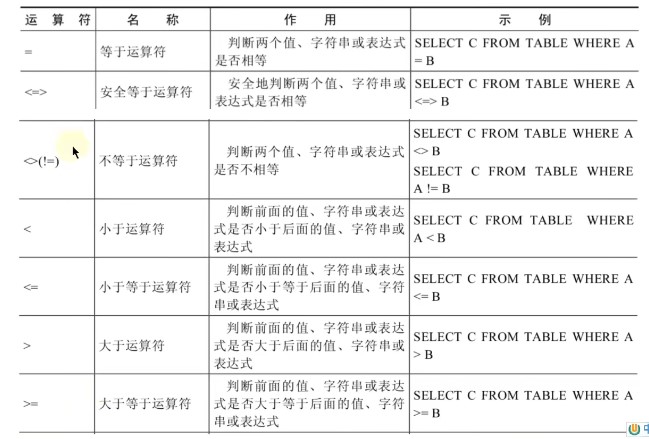 运 算 符 名 称 作 用 示 例
= 等于运算符 判断两个值、字符串或表达式 SELECT C FROM TABLE WHERE A
是否相等 = B
<=> 安全等于运算符 安全地判断两个值、字符串或 SELECT C FROM TABLE WHERE A
表达式是否相等 <=> B
<>(!=) 不等于运算符 判断两个值、字符串或表达式 SELECT C FROM TABLE WHERE A
是否不相等 <> B
SELECT C FROM TABLE WHERE
A != B
< 小于运算符 判断前面的值、字符串或表达 SELECT C FROM TABLE WHERE
式是否小于后面的值、字符串或 A < B
表达式
<= 小于等于运算符 判断前面的值、字符串或表达 SELECT C FROM TABLE WHERE A
式是否小于等于后面的值、字符 <= B
串或表达式
> 大于运算符 判断前面的值、字符串或表达 SELECT C FROM TABLE WHERE A
式是否大于后面的值、字符串或 > B
表达式
>= 大于等于运算符 判断前面的值、字符串或表达 SELECT C FROM TABLE WHERE A
式是否大于等于后面的值、字符 >= B
串或表达式